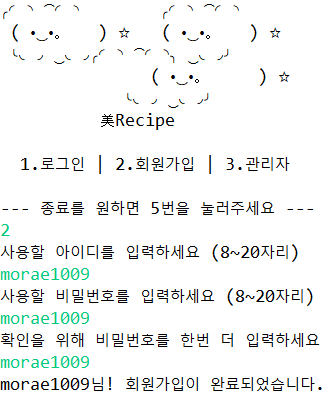 美Recipe
1.로그인 | 2.회원가입 | 3.관리자
--- 종료를 원하면 5번을 눌러주세요 ---
2
사용할 아이디를 입력하세요 (8~20자리)
morae1009
사용할 비밀번호를 입력하세요 (8~20자리)
morae1009
확인을 위해 비밀번호를 한번 더 입력하세요
morae1009
morae1009님! 회원가입이 완료되었습니다.